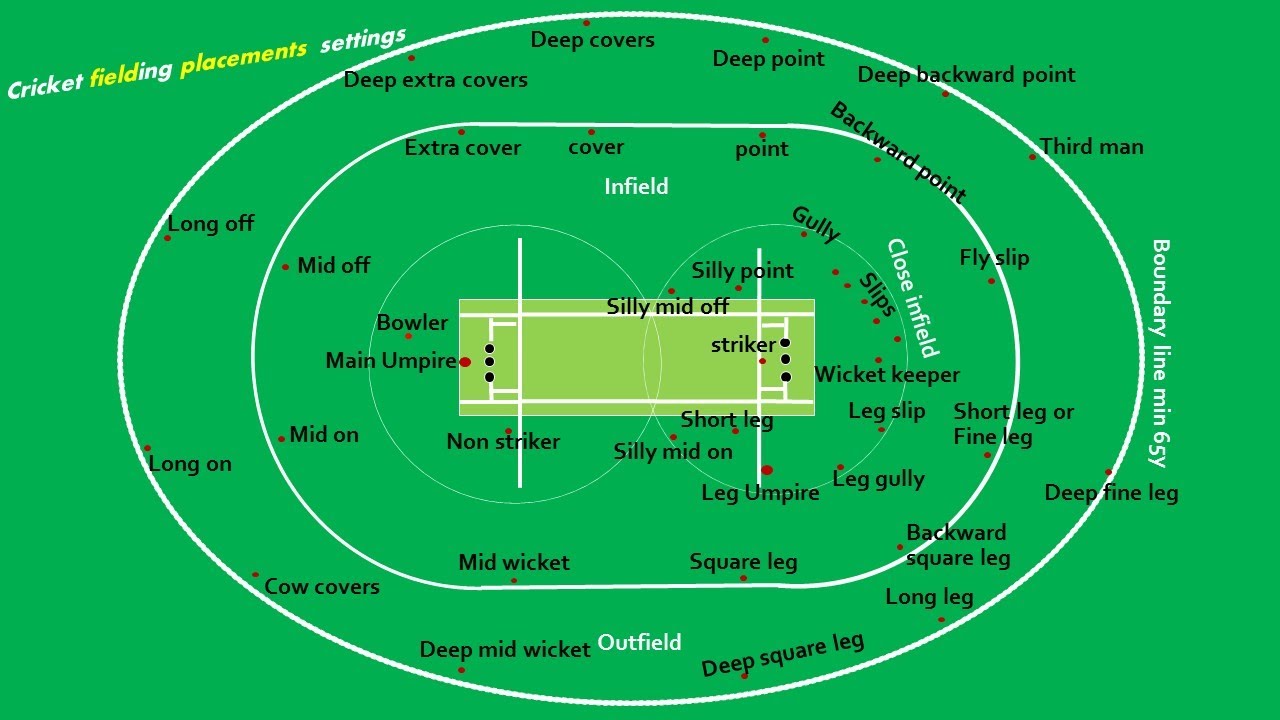 Cricket fielding placements settings
Deep covers
Deep point
Deep extra covers
Deep backward point
Backward point
Extra cover
cover
point
Third man
Infield
Gully
Long off
Mid off
Close infield
Fly slip
Silly point
Slips
Silly mid off
Bowler
striker
Main Umpire
Wicket keeper
Boundary line min 65y
Short leg
Leg slip
Short leg or
Fine leg
Mid on
Non striker
Silly mid on
Long on
Leg gully
Leg Umpire
Deep fine leg
Backward
square leg
Mid wicket
Square leg
Cow covers
Long leg
Outfield
Deep mid wicket
Deep square leg